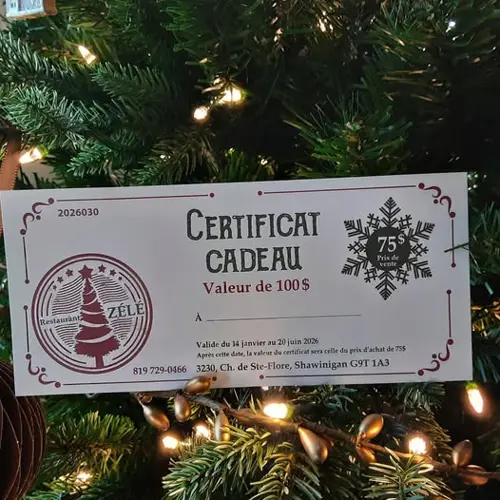 2026030
CERTIFICAT
CADEAU
Valeur de 100 $
75$
Prix de
vente
À
Restaurant ZÉLÉ
819 729-0466
Valide du 14 janvier au 20 juin 2026
Après cette date, la valeur du certificat sera celle du prix d'achat de 75$
3230, Ch. de Ste-Flore, Shawinigan G9T 1A3